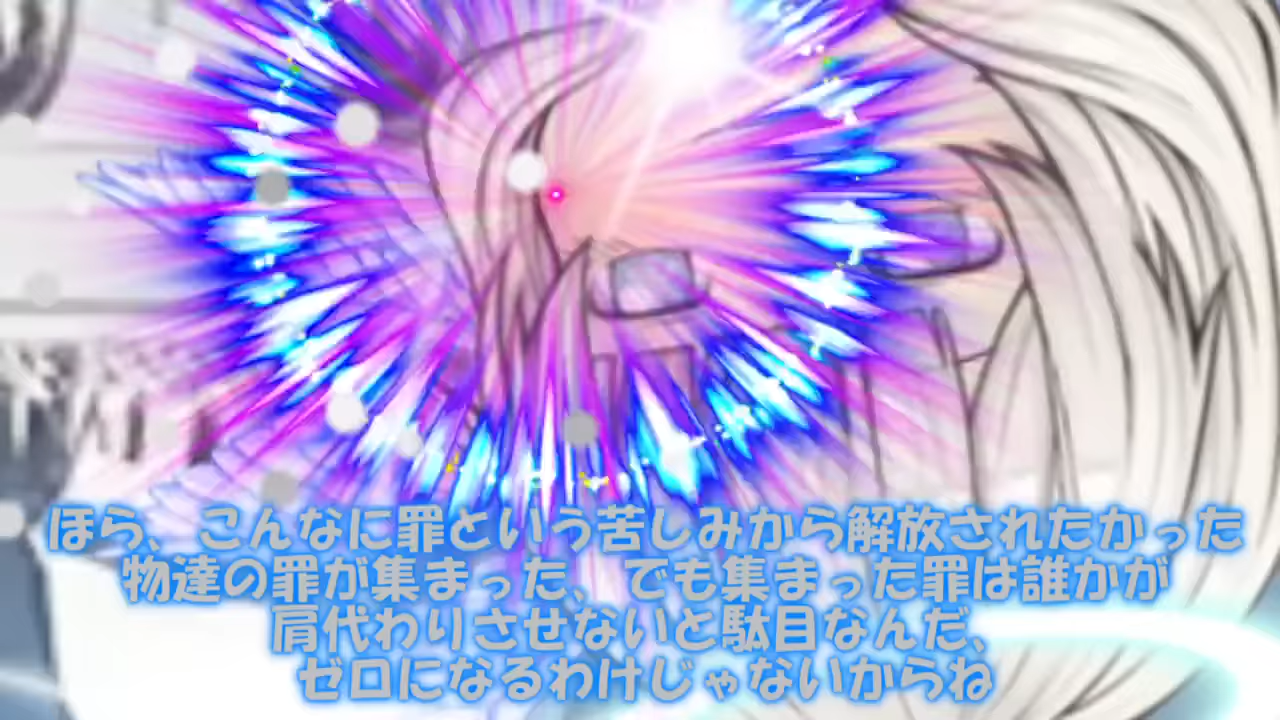 ほら、こんなに罪という苦しみから解放されたかった
物達の罪が集まった、でも集まった罪は誰かが
肩代わりさせないと駄目なんだ、
ゼロになるわけじゃないからね